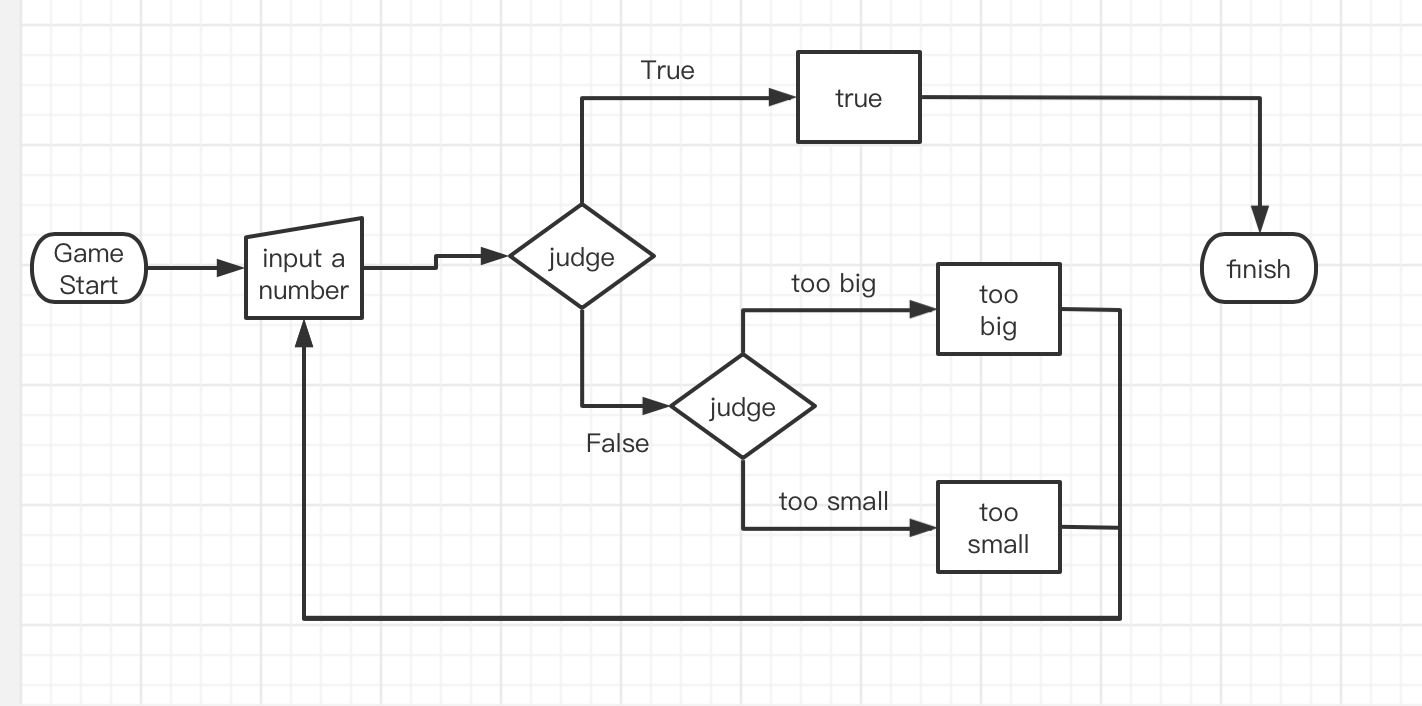 True
true
Game
Start
input a
number
judge
finish
too big
too
big
judge
False
too small
too
small